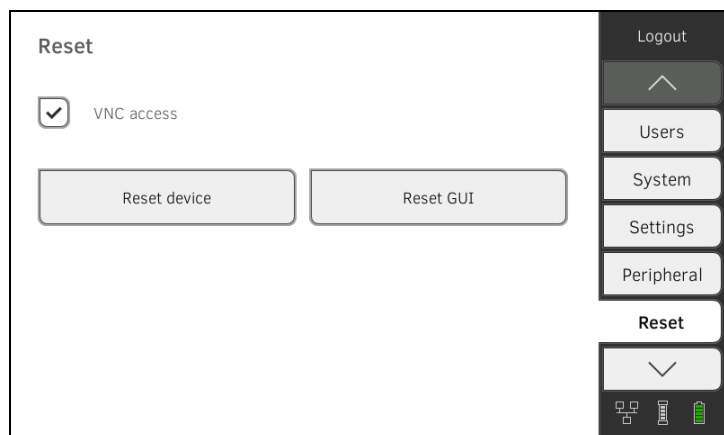 Reset
VNC access
Reset device
Reset GUI
Logout
Users
System
Settings
Peripheral
Reset